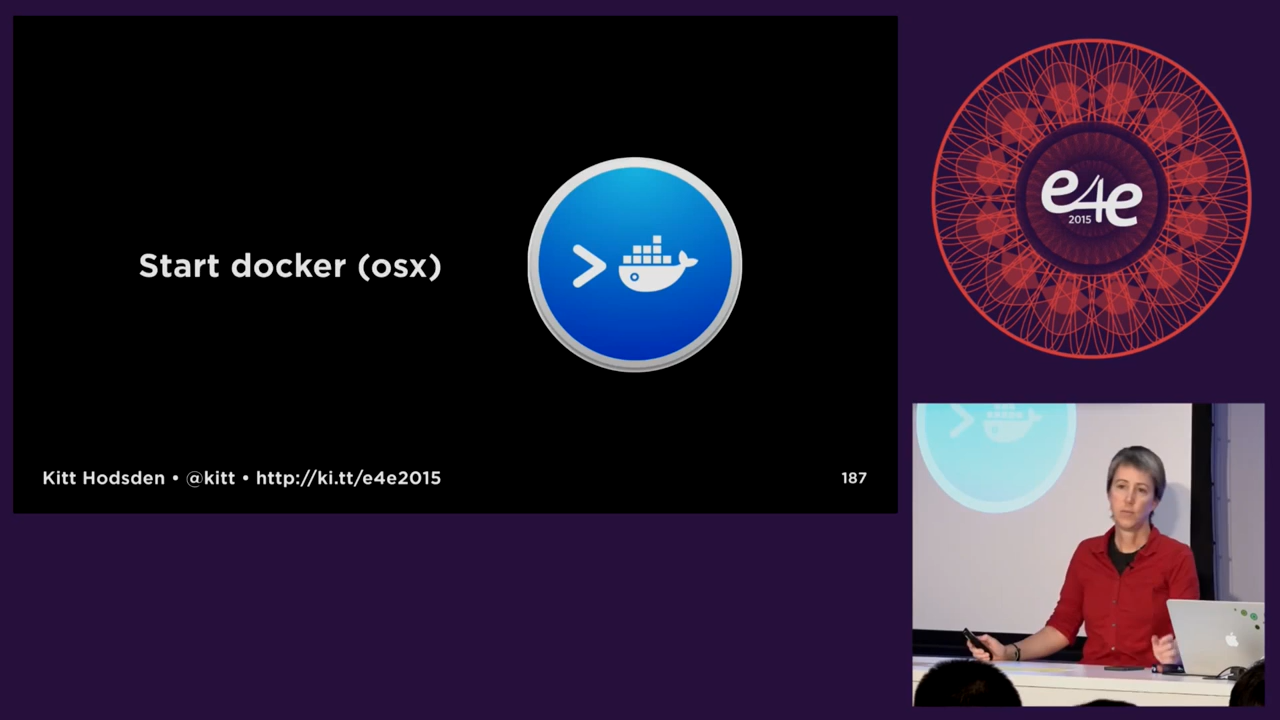 Start docker (osx)
Kitt Hodsden • @kitt • http://ki.tt/e4e2015
187
e4e
2015